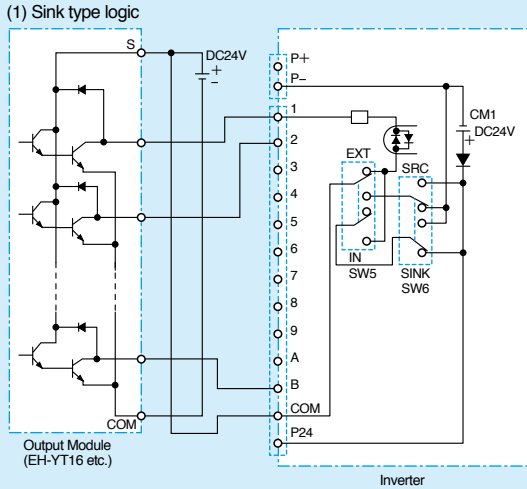 (1) Sink type logic
S
DC24V
+
−
P+
P−
1
2
3
4
5
6
7
8
9
A
B
COM
P24
CM1
DC24V
+
EXT
SRC
IN
SW5
SINK
SW6
COM
Output Module
(EH-YT16 etc.)
Inverter